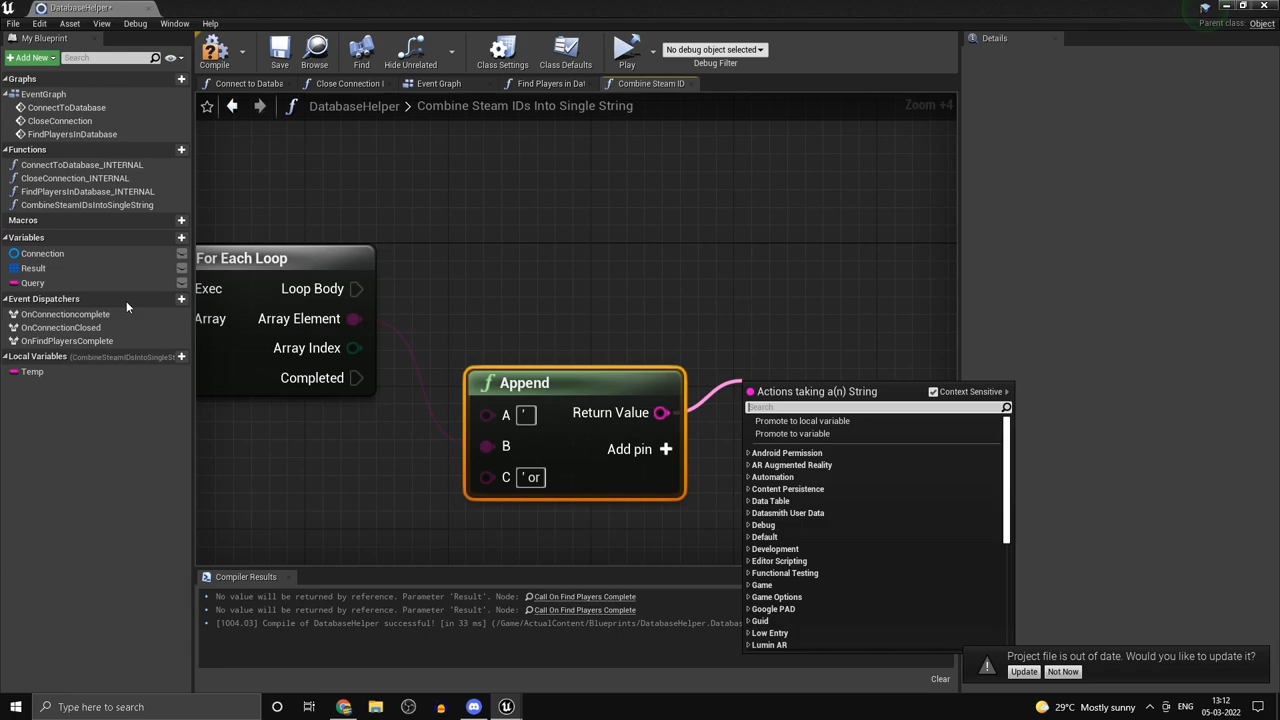 DatabaseHelper*
File Edit Asset View Debug Window Help
Parent class: Object
My Blueprint
Details
+ Add New
Search
Compile
Save
Browse
Find
Hide Unrelated
Class Settings
Class Defaults
Play
No debug object selected
Debug Filter
Graphs
EventGraph
ConnectToDatabase
CloseConnection
FindPlayersInDatabase
Functions
ConnectToDatabase_INTERNAL
CloseConnection_INTERNAL
FindPlayersInDatabase_INTERNAL
CombineSteamIDsIntoSingleString
Macros
Variables
Connection
Result
Query
Event Dispatchers
OnConnectioncomplete
OnConnectionClosed
OnFindPlayersComplete
Local Variables (CombineSteamIDsIntoSingleSt
Temp
Connect to Databa
Close Connection I
Event Graph
Find Players in Dat
Combine Steam ID
DatabaseHelper > Combine Steam IDs Into Single String
Zoom +4
For Each Loop
Exec Loop Body
Array Array Element
Array Index
Completed
Append
A ' Return Value
B Add pin +
C ' or
Actions taking a(n) String
Context Sensitive
Search
Promote to local variable
Promote to variable
Android Permission
AR Augmented Reality
Automation
Content Persistence
Data Table
Datasmith User Data
Debug
Default
Development
Editor Scripting
Functional Testing
Game
Game Options
Google PAD
Guid
Low Entry
Lumin AR
Compiler Results
No value will be returned by reference. Parameter 'Result'. Node: Call On Find Players Complete
No value will be returned by reference. Parameter 'Result'. Node: Call On Find Players Complete
[1004.03] Compile of DatabaseHelper successful! [in 33 ms] (/Game/ActualContent/Blueprints/DatabaseHelper.Databas
Clear
Project file is out of date. Would you like to update it?
Update Not Now
Type here to search
29°C Mostly sunny
ENG
13:12
05-03-2022